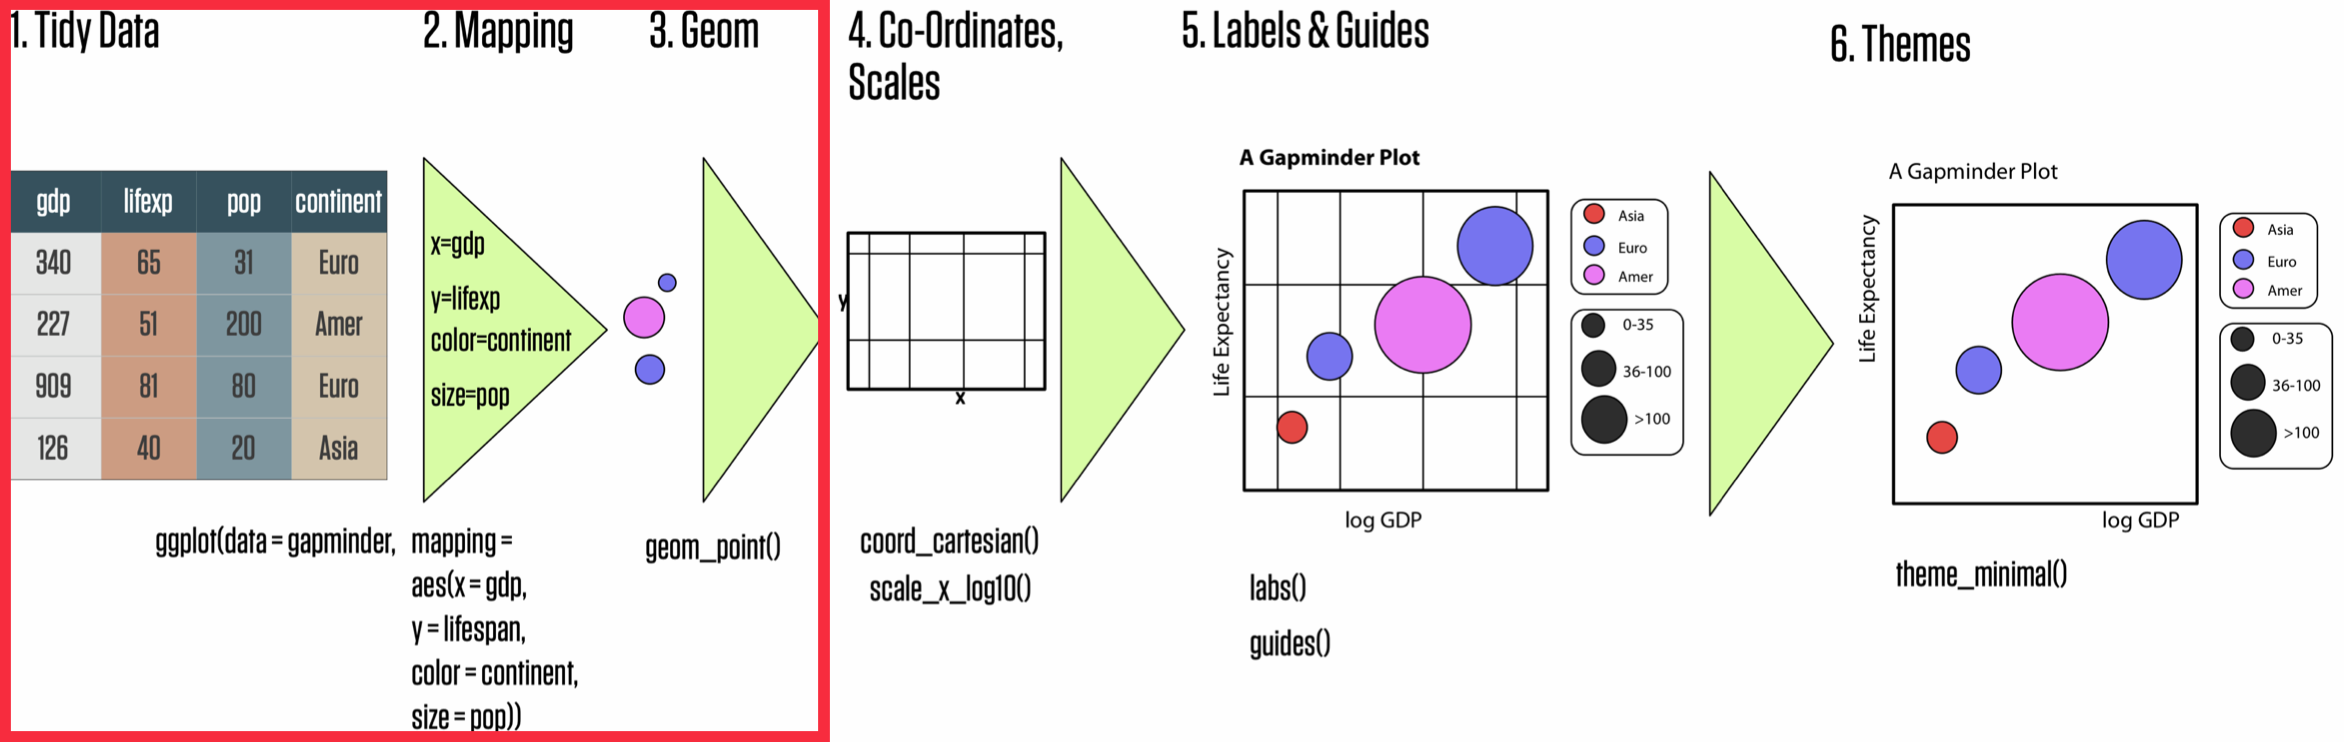 1. Tidy Data
2. Mapping
3. Geom
4. Co-Ordinates,
Scales
5. Labels & Guides
6. Themes
gdp lifexp pop continent
340 65 31 Euro
227 51 200 Amer
909 81 80 Euro
126 40 20 Asia
x=gdp
y=lifexp
color=continent
size=pop
ggplot(data = gapminder,
mapping =
aes(x = gdp,
y = lifespan,
color = continent,
size = pop))
geom_point()
y
x
coord_cartesian()
scale_x_log10()
A Gapminder Plot
Life Expectancy
log GDP
Asia
Euro
Amer
0-35
36-100
>100
labs()
guides()
A Gapminder Plot
Life Expectancy
log GDP
Asia
Euro
Amer
0-35
36-100
>100
theme_minimal()